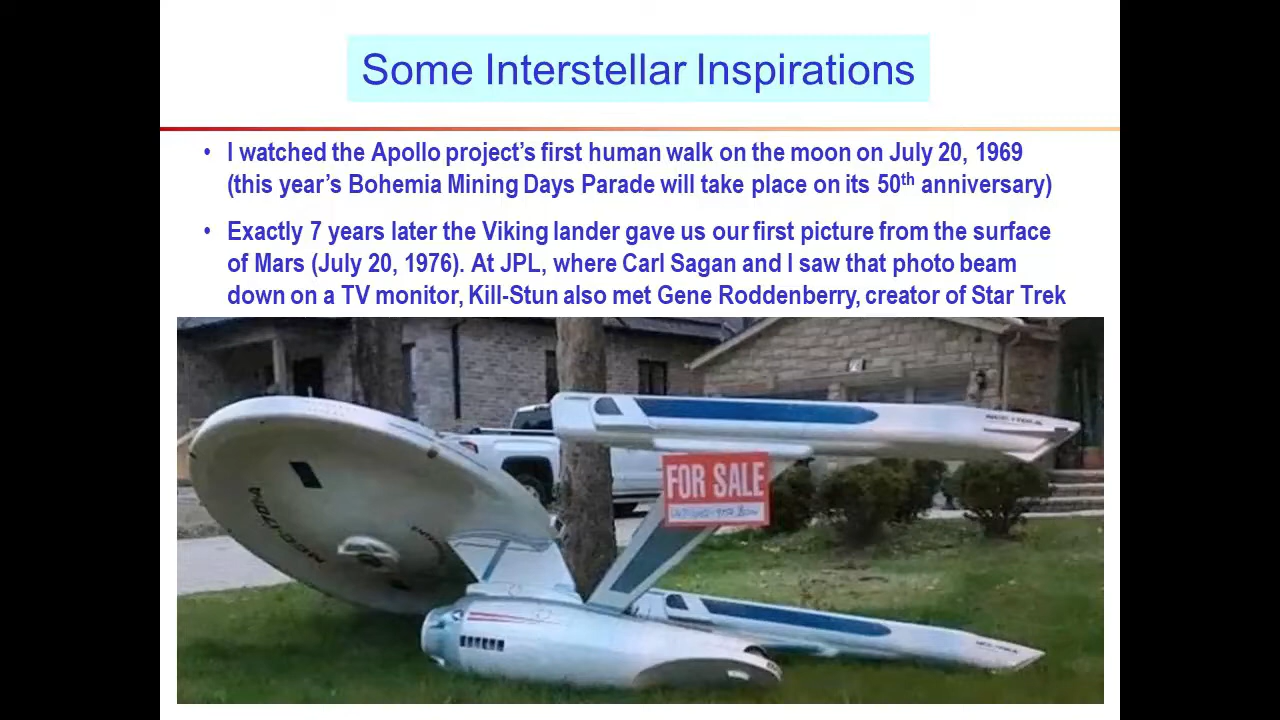 Some Interstellar Inspirations
• I watched the Apollo project’s first human walk on the moon on July 20, 1969
(this year’s Bohemia Mining Days Parade will take place on its 50th anniversary)
• Exactly 7 years later the Viking lander gave us our first picture from the surface
of Mars (July 20, 1976). At JPL, where Carl Sagan and I saw that photo beam
down on a TV monitor, Kill-Stun also met Gene Roddenberry, creator of Star Trek
FOR SALE